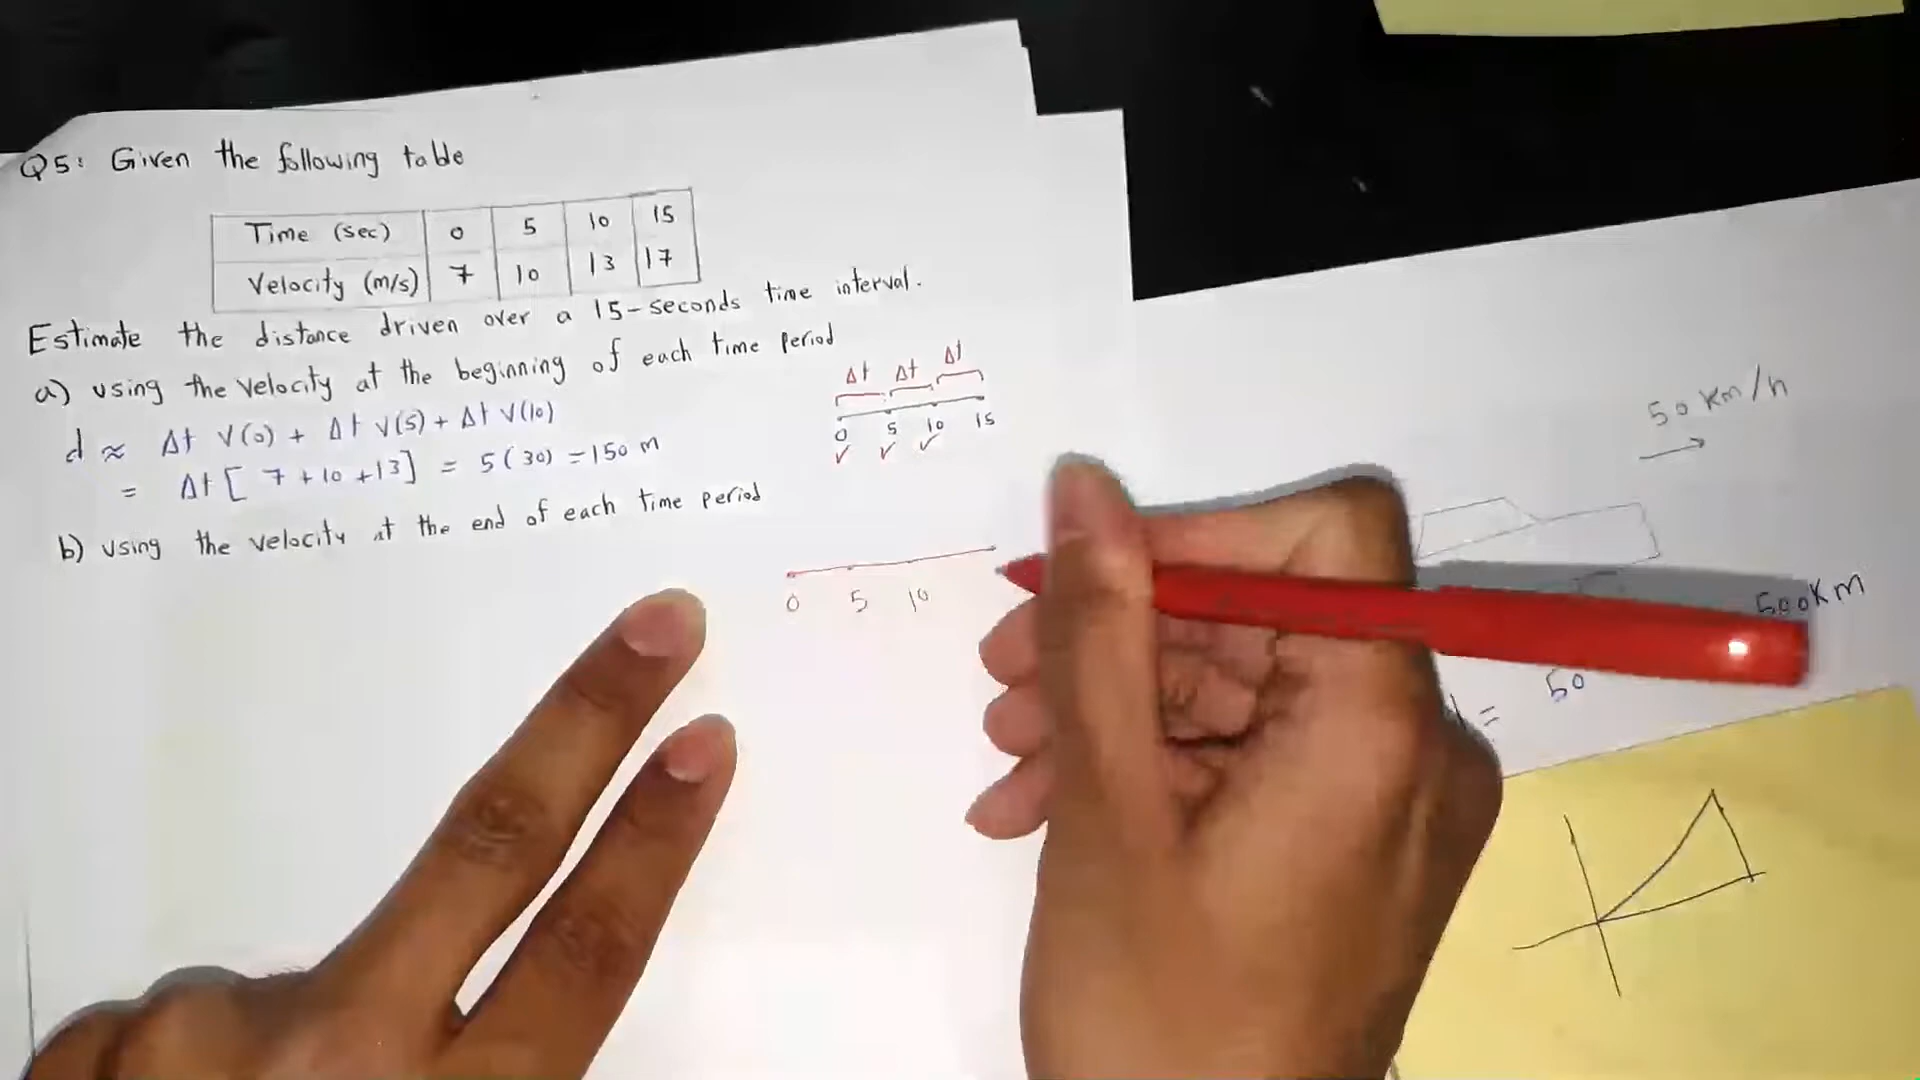 Q5: Given the following table
Time (sec) 0 5 10 15
Velocity (m/s) 7 10 13 17
Estimate the distance driven over a 15-seconds time interval.
a) using the velocity at the beginning of each time period
Δt Δt Δt
0 5 10 15
✓ ✓ ✓
d ≈ Δt V(0) + Δt V(5) + Δt V(10)
= Δt [ 7 + 10 + 13 ] = 5(30) = 150 m
b) using the velocity at the end of each time period
0 5 10
50 km/h
→
500 Km
=
50